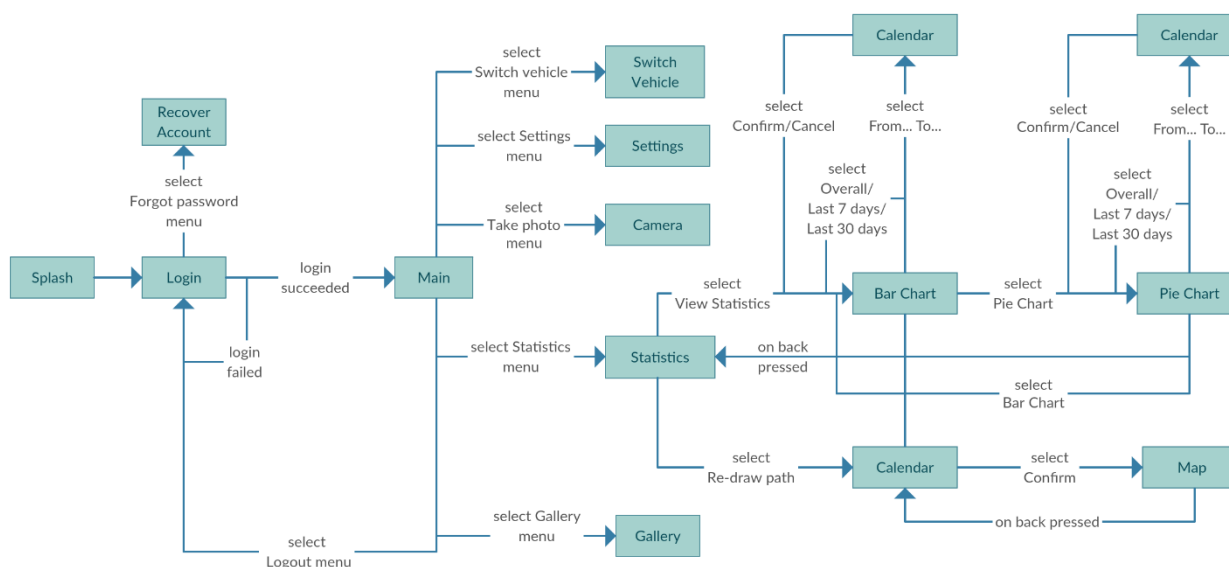 Calendar
Calendar
select
Switch vehicle
menu
Switch
Vehicle
select
Confirm/Cancel
select
From... To...
select
Confirm/Cancel
select
From... To...
Recover
Account
select Settings
menu
Settings
select
Forgot password
menu
select
Overall/
Last 7 days/
Last 30 days
select
Overall/
Last 7 days/
Last 30 days
select
Take photo
menu
Camera
Splash
Login
login
succeeded
Main
select
View Statistics
Bar Chart
select
Pie Chart
Pie Chart
login
failed
select Statistics
menu
Statistics
on back
pressed
select
Bar Chart
select
Re-draw path
Calendar
select
Confirm
Map
select Gallery
menu
Gallery
on back pressed
select
Logout menu